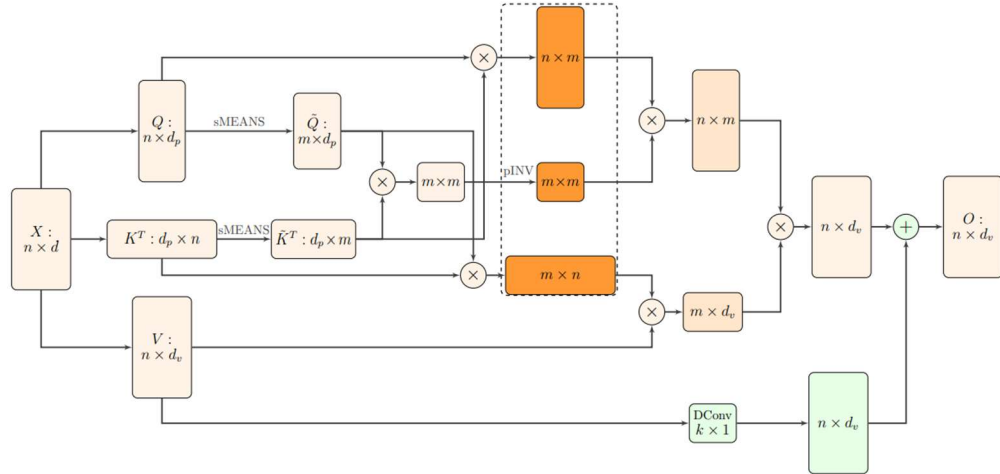 n × m
×
Q :
n × d_p
sMEANS
Q̃ :
m × d_p
n × m
×
×
m × m
pINV
m × m
X :
n × d
K^T : d_p × n
sMEANS
K̃^T : d_p × m
×
n × d_v
+
O :
n × d_v
×
m × n
×
m × d_v
V :
n × d_v
DConv
k × 1
n × d_v